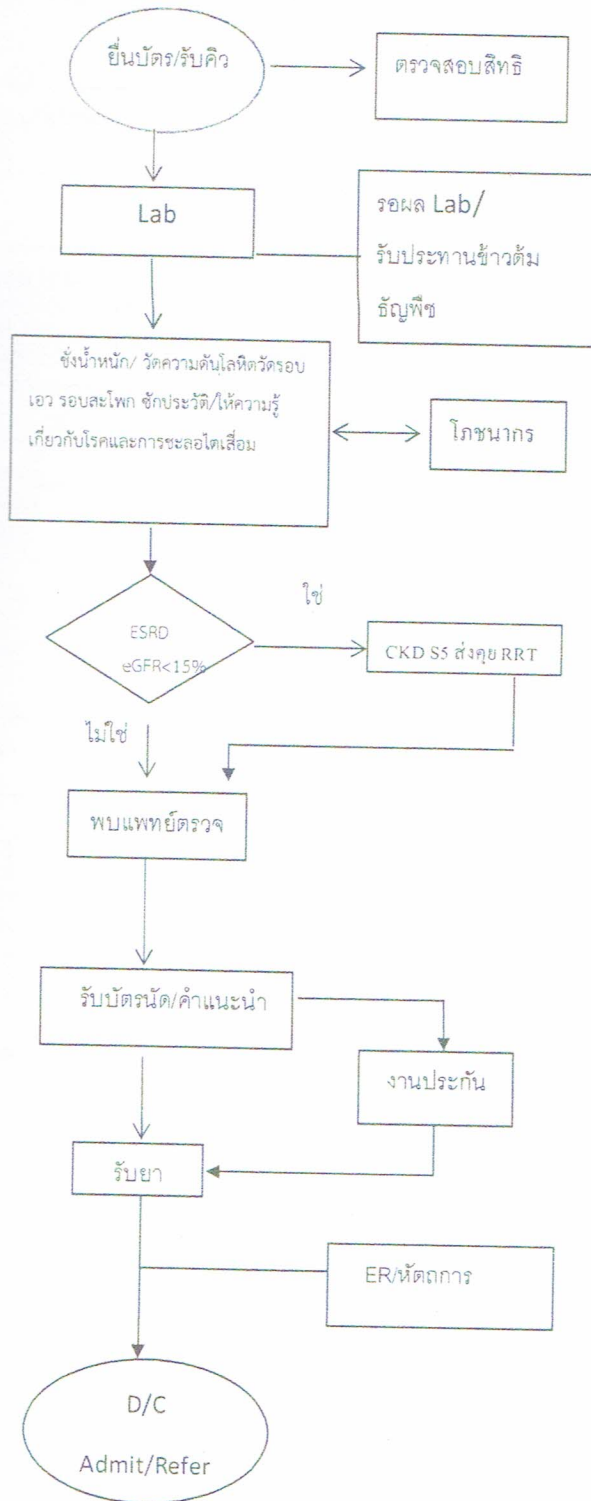 ยื่นบัตร/รับคิว
ตรวจสอบสิทธิ
Lab
รอผล Lab/
รับประทานข้าวต้ม
ธัญพืช
ชั่งน้ำหนัก/ วัดความดันโลหิตวัดรอบ
เอว รอบสะโพก ซักประวัติ/ให้ความรู้
เกี่ยวกับโรคและการชะลอไตเสื่อม
โภชนากร
ใช่
ESRD
eGFR<15%
CKD S5 ส่งคุย RRT
ไม่ใช่
พบแพทย์ตรวจ
รับบัตรนัด/คำแนะนำ
งานประกัน
รับยา
ER/หัตถการ
D/C
Admit/Refer